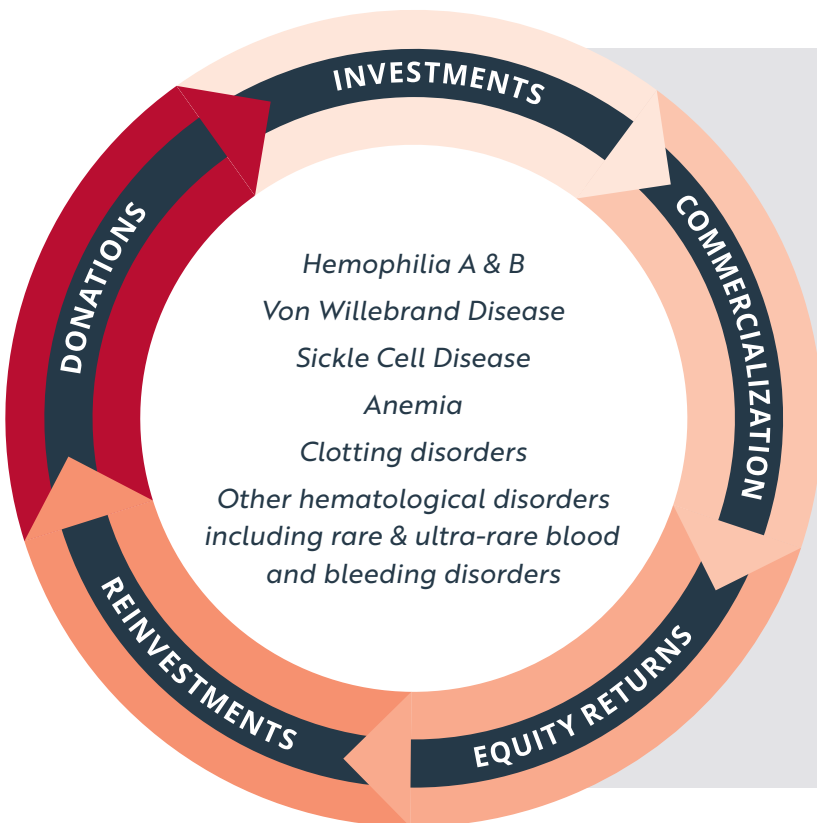 INVESTMENTS
COMMERCIALIZATION
EQUITY RETURNS
REINVESTMENTS
DONATIONS
Hemophilia A & B
Von Willebrand Disease
Sickle Cell Disease
Anemia
Clotting disorders
Other hematological disorders
including rare & ultra-rare blood
and bleeding disorders